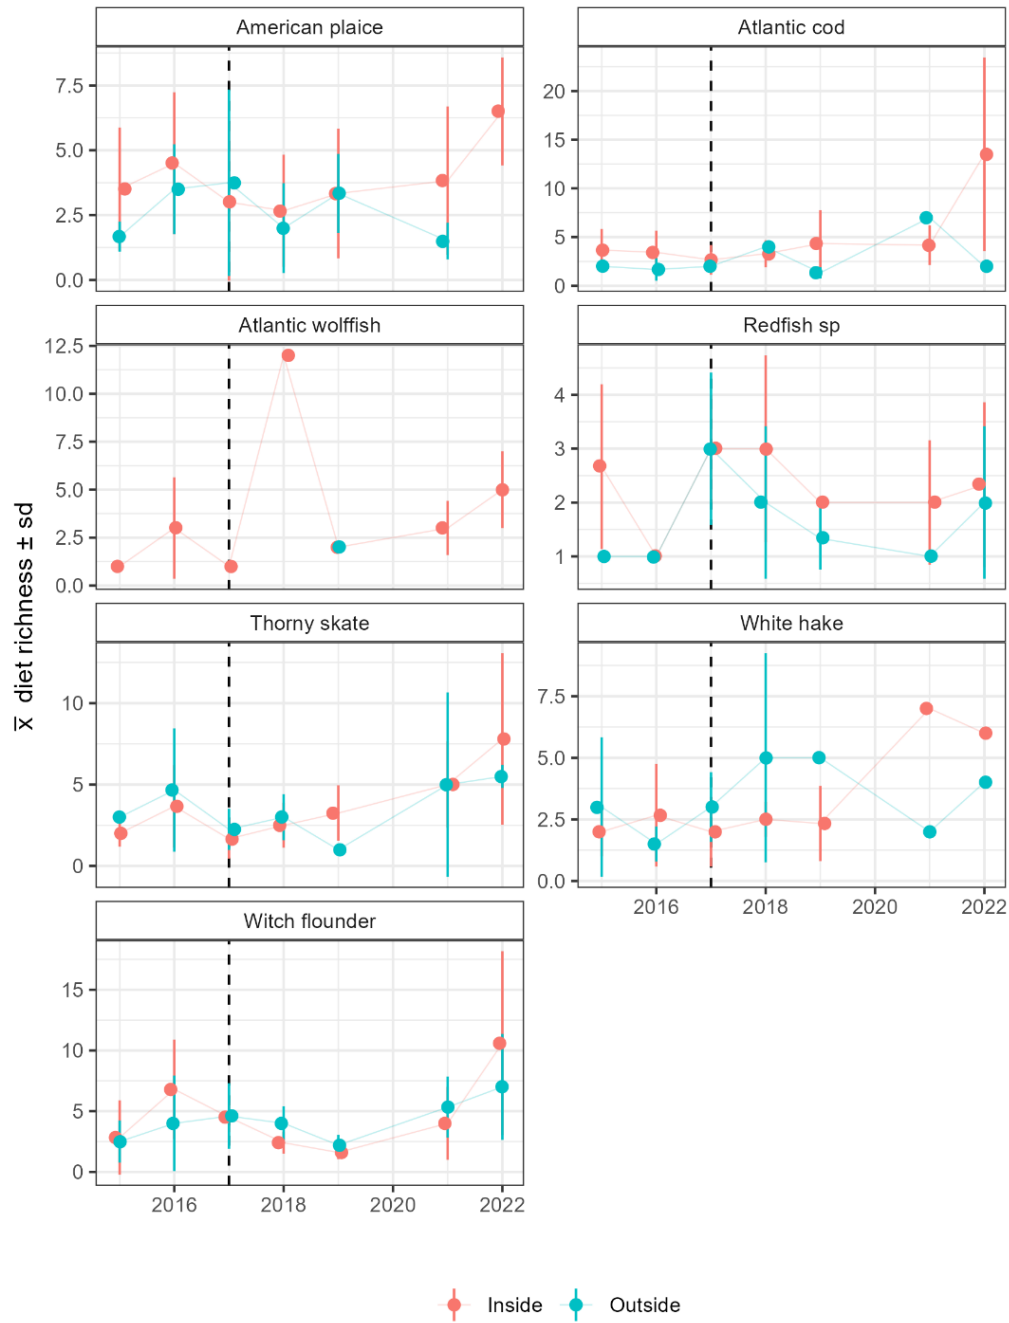 American plaice
Atlantic cod
7.5
5.0
2.5
0.0
20
15
10
5
0
Atlantic wolffish
Redfish sp
12.5
10.0
7.5
5.0
2.5
0.0
4
3
2
1
x̅ diet richness ± sd
Thorny skate
White hake
10
5
0
7.5
5.0
2.5
0.0
2016 2018 2020 2022
Witch flounder
15
10
5
0
2016 2018 2020 2022
Inside Outside